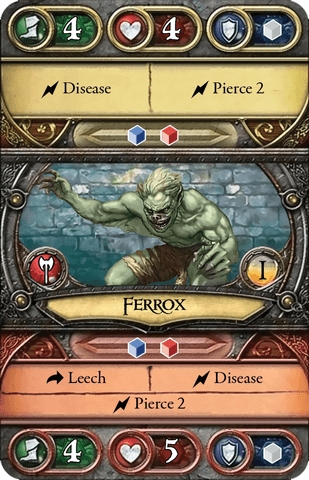 4 4
Disease Pierce 2
FERROX
I
Leech Disease
Pierce 2
4 5